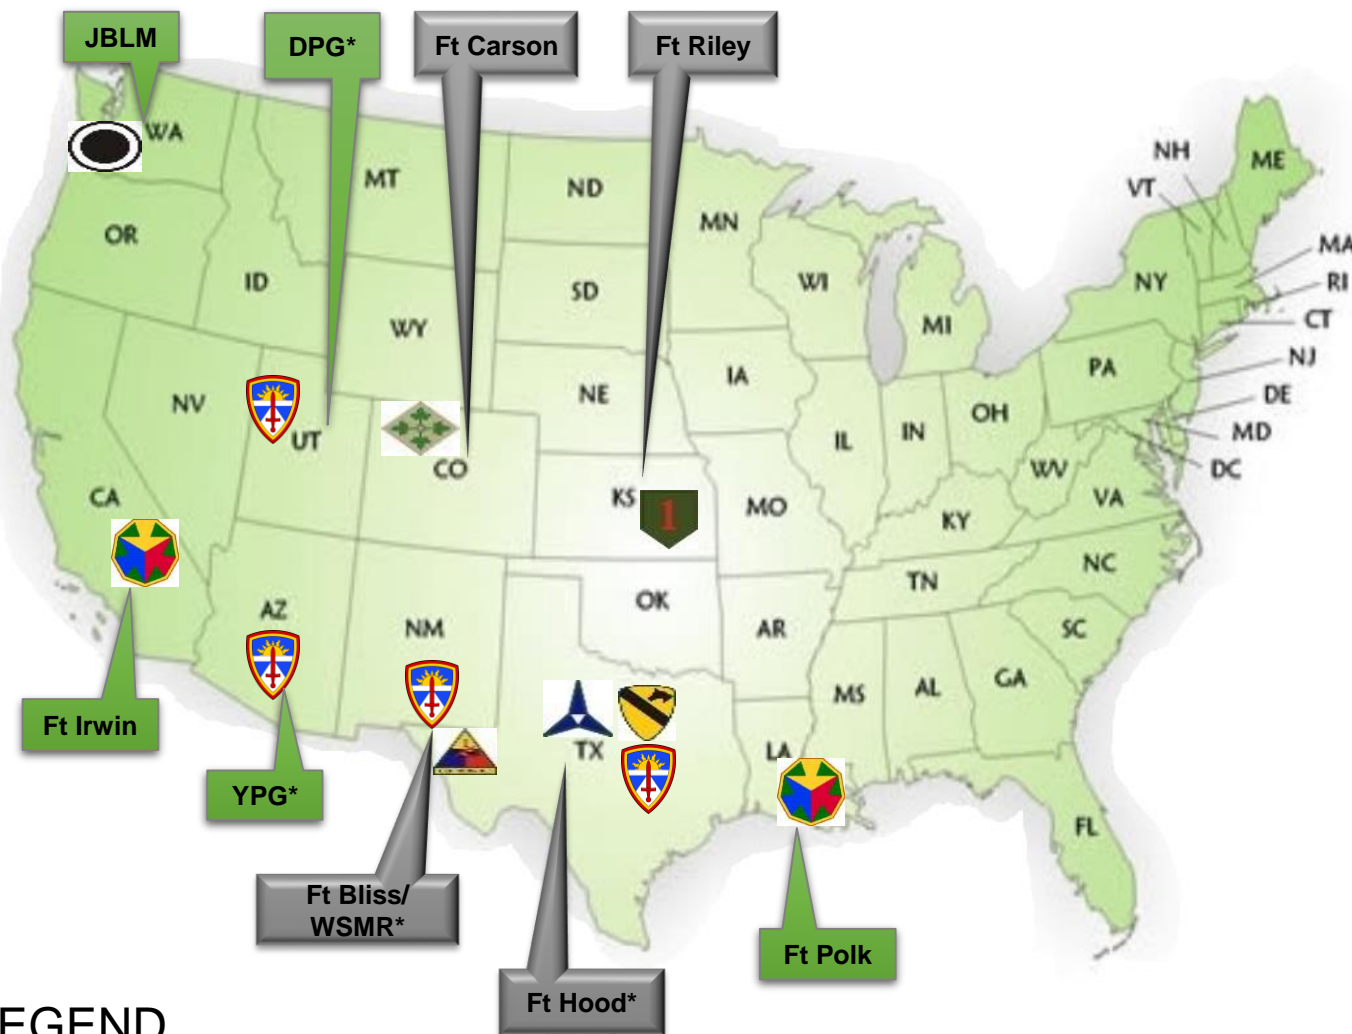 JBLM
DPG*
Ft Carson
Ft Riley
WA
MT
ND
MN
NH
VT
ME
OR
ID
SD
WI
MI
NY
MA
RI
CT
WY
NJ
IA
PA
NV
NE
DE
OH
UT
IL
IN
MD
CO
WV
DC
CA
KS
1
MO
VA
KY
NC
TN
AZ
NM
OK
AR
SC
MS
AL
GA
Ft Irwin
TX
LA
YPG*
FL
Ft Bliss/
WSMR*
Ft Polk
Ft Hood*
EGEND